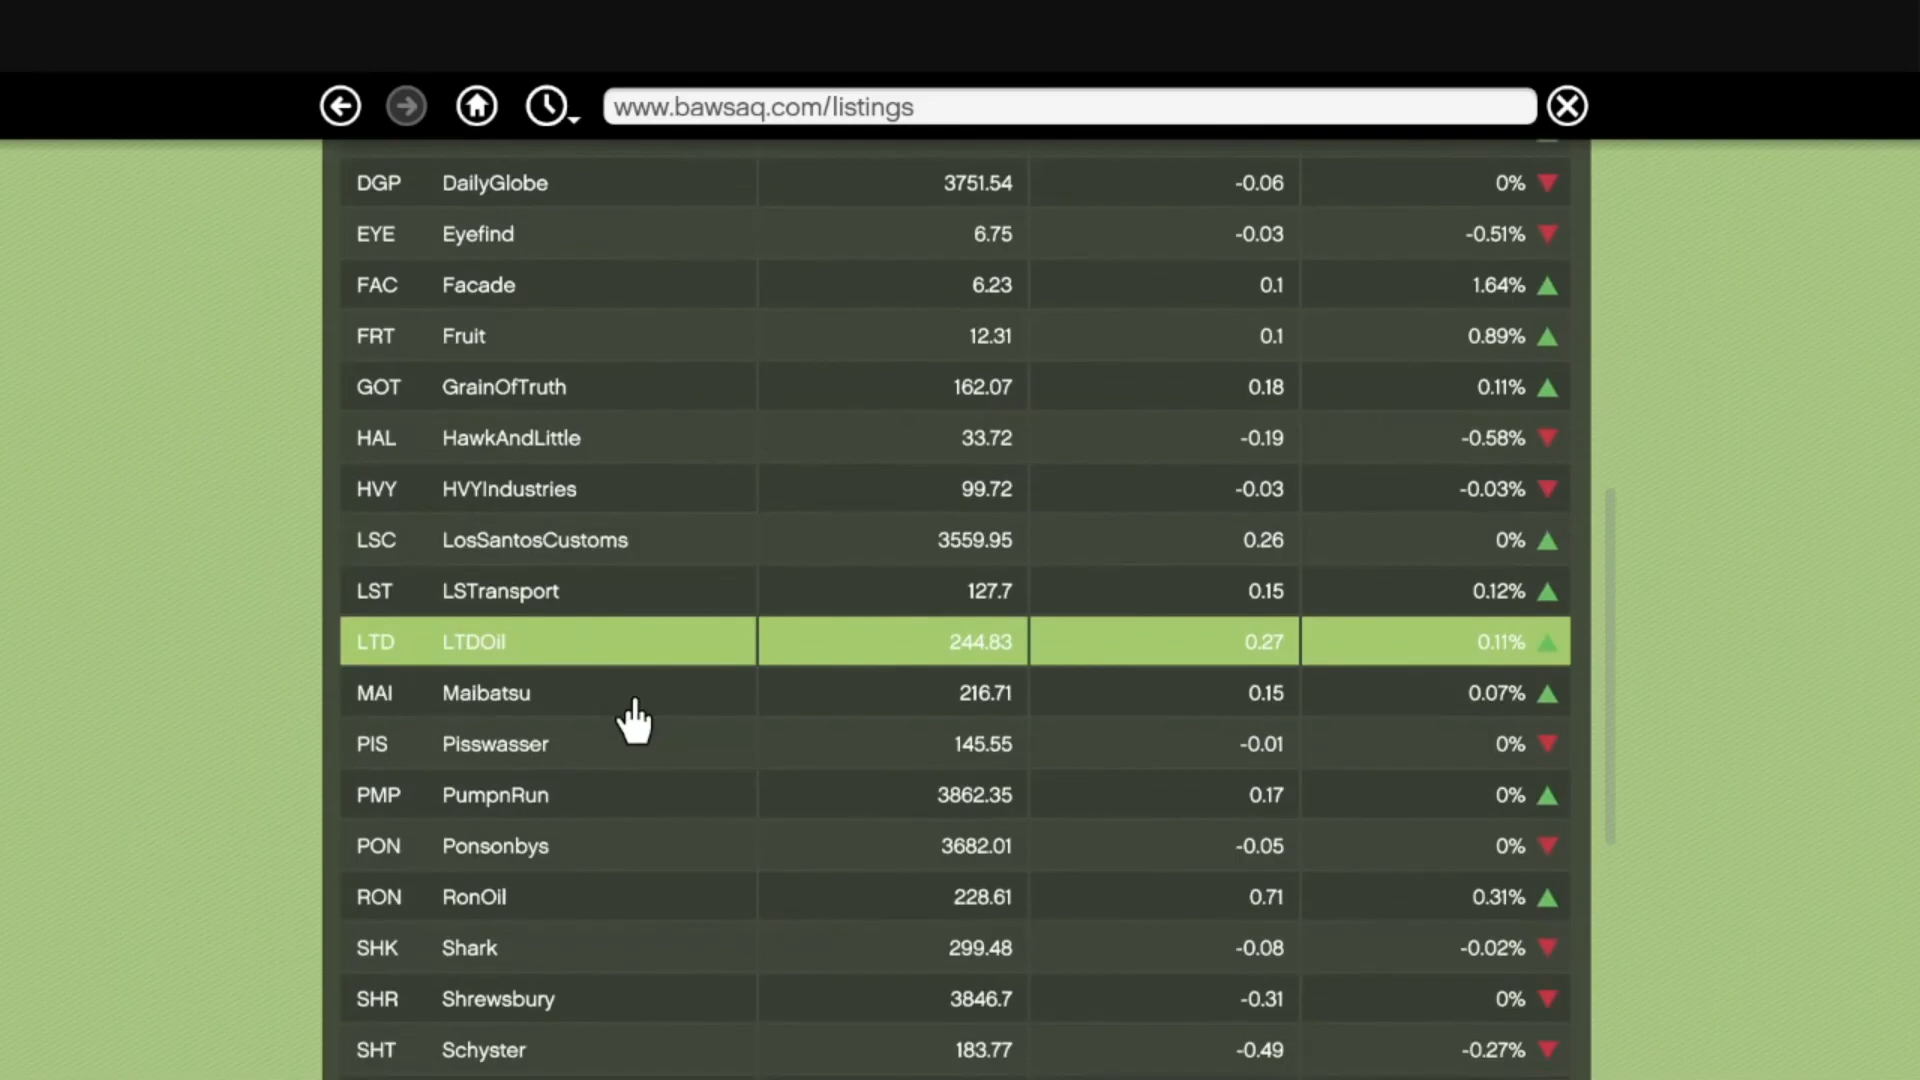 www.bawsaq.com/listings
DGP DailyGlobe 3751.54 -0.06 0%
EYE Eyefind 6.75 -0.03 -0.51%
FAC Facade 6.23 0.1 1.64%
FRT Fruit 12.31 0.1 0.89%
GOT GrainOfTruth 162.07 0.18 0.11%
HAL HawkAndLittle 33.72 -0.19 -0.58%
HVY HVYIndustries 99.72 -0.03 -0.03%
LSC LosSantosCustoms 3559.95 0.26 0%
LST LSTransport 127.7 0.15 0.12%
LTD LTDOil 244.83 0.27 0.11%
MAI Maibatsu 216.71 0.15 0.07%
PIS Pisswasser 145.55 -0.01 0%
PMP PumpnRun 3862.35 0.17 0%
PON Ponsonbys 3682.01 -0.05 0%
RON RonOil 228.61 0.71 0.31%
SHK Shark 299.48 -0.08 -0.02%
SHR Shrewsbury 3846.7 -0.31 0%
SHT Schyster 183.77 -0.49 -0.27%